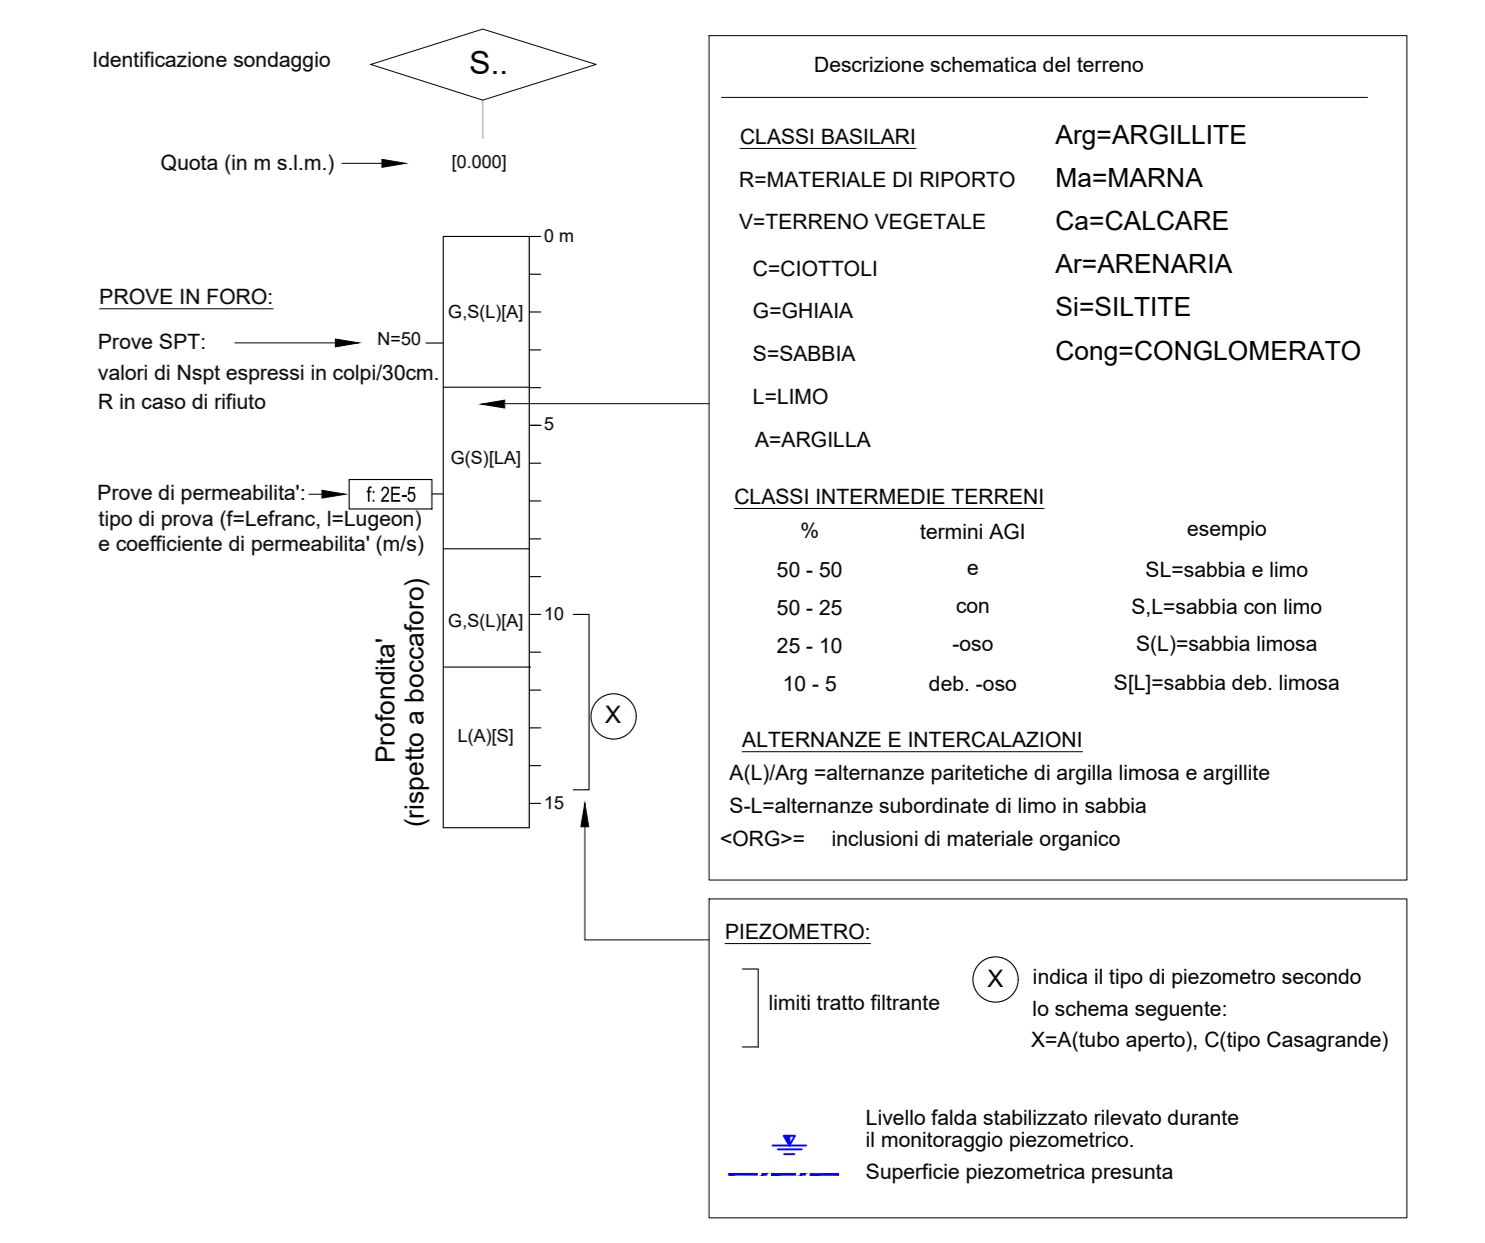 Identificazione sondaggio
S..
Quota (in m s.l.m.)
[0.000]
0 m
PROVE IN FORO:
G,S(L)[A]
Prove SPT:
N=50
valori di Nspt espressi in colpi/30cm.
R in caso di rifiuto
5
G(S)[LA]
Prove di permeabilita':
f: 2E-5
tipo di prova (f=Lefranc, l=Lugeon)
e coefficiente di permeabilita' (m/s)
Profondita'
(rispetto a boccaforo)
G,S(L)[A]
10
X
L(A)[S]
15
Descrizione schematica del terreno
CLASSI BASILARI
R=MATERIALE DI RIPORTO
V=TERRENO VEGETALE
C=CIOTTOLI
G=GHIAIA
S=SABBIA
L=LIMO
A=ARGILLA
Arg=ARGILLITE
Ma=MARNA
Ca=CALCARE
Ar=ARENARIA
Si=SILTITE
Cong=CONGLOMERATO
CLASSI INTERMEDIE TERRENI
% termini AGI esempio
50 - 50 e SL=sabbia e limo
50 - 25 con S,L=sabbia con limo
25 - 10 -oso S(L)=sabbia limosa
10 - 5 deb. -oso S[L]=sabbia deb. limosa
ALTERNANZE E INTERCALAZIONI
A(L)/Arg =alternanze paritetiche di argilla limosa e argillite
S-L=alternanze subordinate di limo in sabbia
<ORG>= inclusioni di materiale organico
PIEZOMETRO:
limiti tratto filtrante
X
indica il tipo di piezometro secondo
lo schema seguente:
X=A(tubo aperto), C(tipo Casagrande)
Livello falda stabilizzato rilevato durante
il monitoraggio piezometrico.
Superficie piezometrica presunta